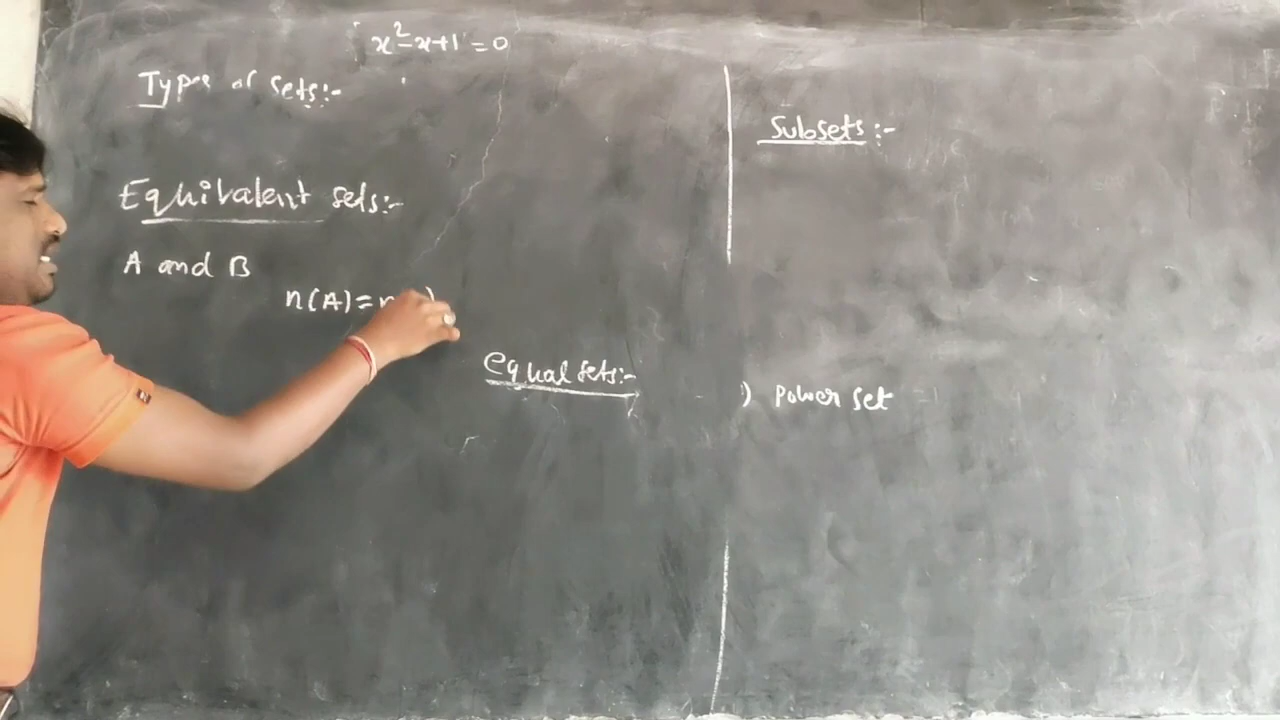 x²-x+1=0
Types of sets:-
Equivalent sets:-
A and B
n(A)=n
equal sets:-
Subsets:-
) Power set